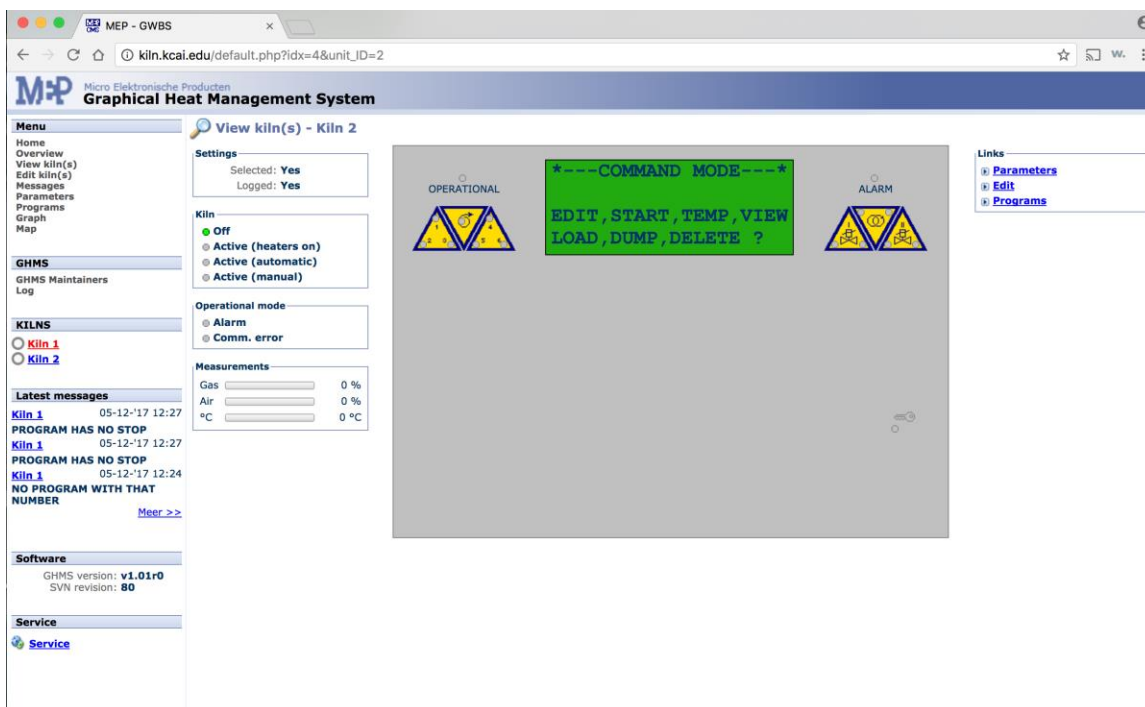 MEP - GWBS
kiln.kcai.edu/default.php?idx=4&unit_ID=2
W.
MEP Micro Elektronische Producten
Graphical Heat Management System
Menu
Home
Overview
View kiln(s)
Edit kiln(s)
Messages
Parameters
Programs
Graph
Map
GHMS
GHMS Maintainers
Log
KILNS
Kiln 1
Kiln 2
Latest messages
Kiln 1 05-12-'17 12:27
PROGRAM HAS NO STOP
Kiln 1 05-12-'17 12:27
PROGRAM HAS NO STOP
Kiln 1 05-12-'17 12:24
NO PROGRAM WITH THAT
NUMBER
Meer >>
Software
GHMS version: v1.01r0
SVN revision: 80
Service
Service
View kiln(s) - Kiln 2
Settings
Selected: Yes
Logged: Yes
Kiln
Off
Active (heaters on)
Active (automatic)
Active (manual)
Operational mode
Alarm
Comm. error
Measurements
Gas 0 %
Air 0 %
°C 0 °C
OPERATIONAL
*---COMMAND MODE---*
EDIT,START,TEMP,VIEW
LOAD,DUMP,DELETE ?
ALARM
Links
Parameters
Edit
Programs